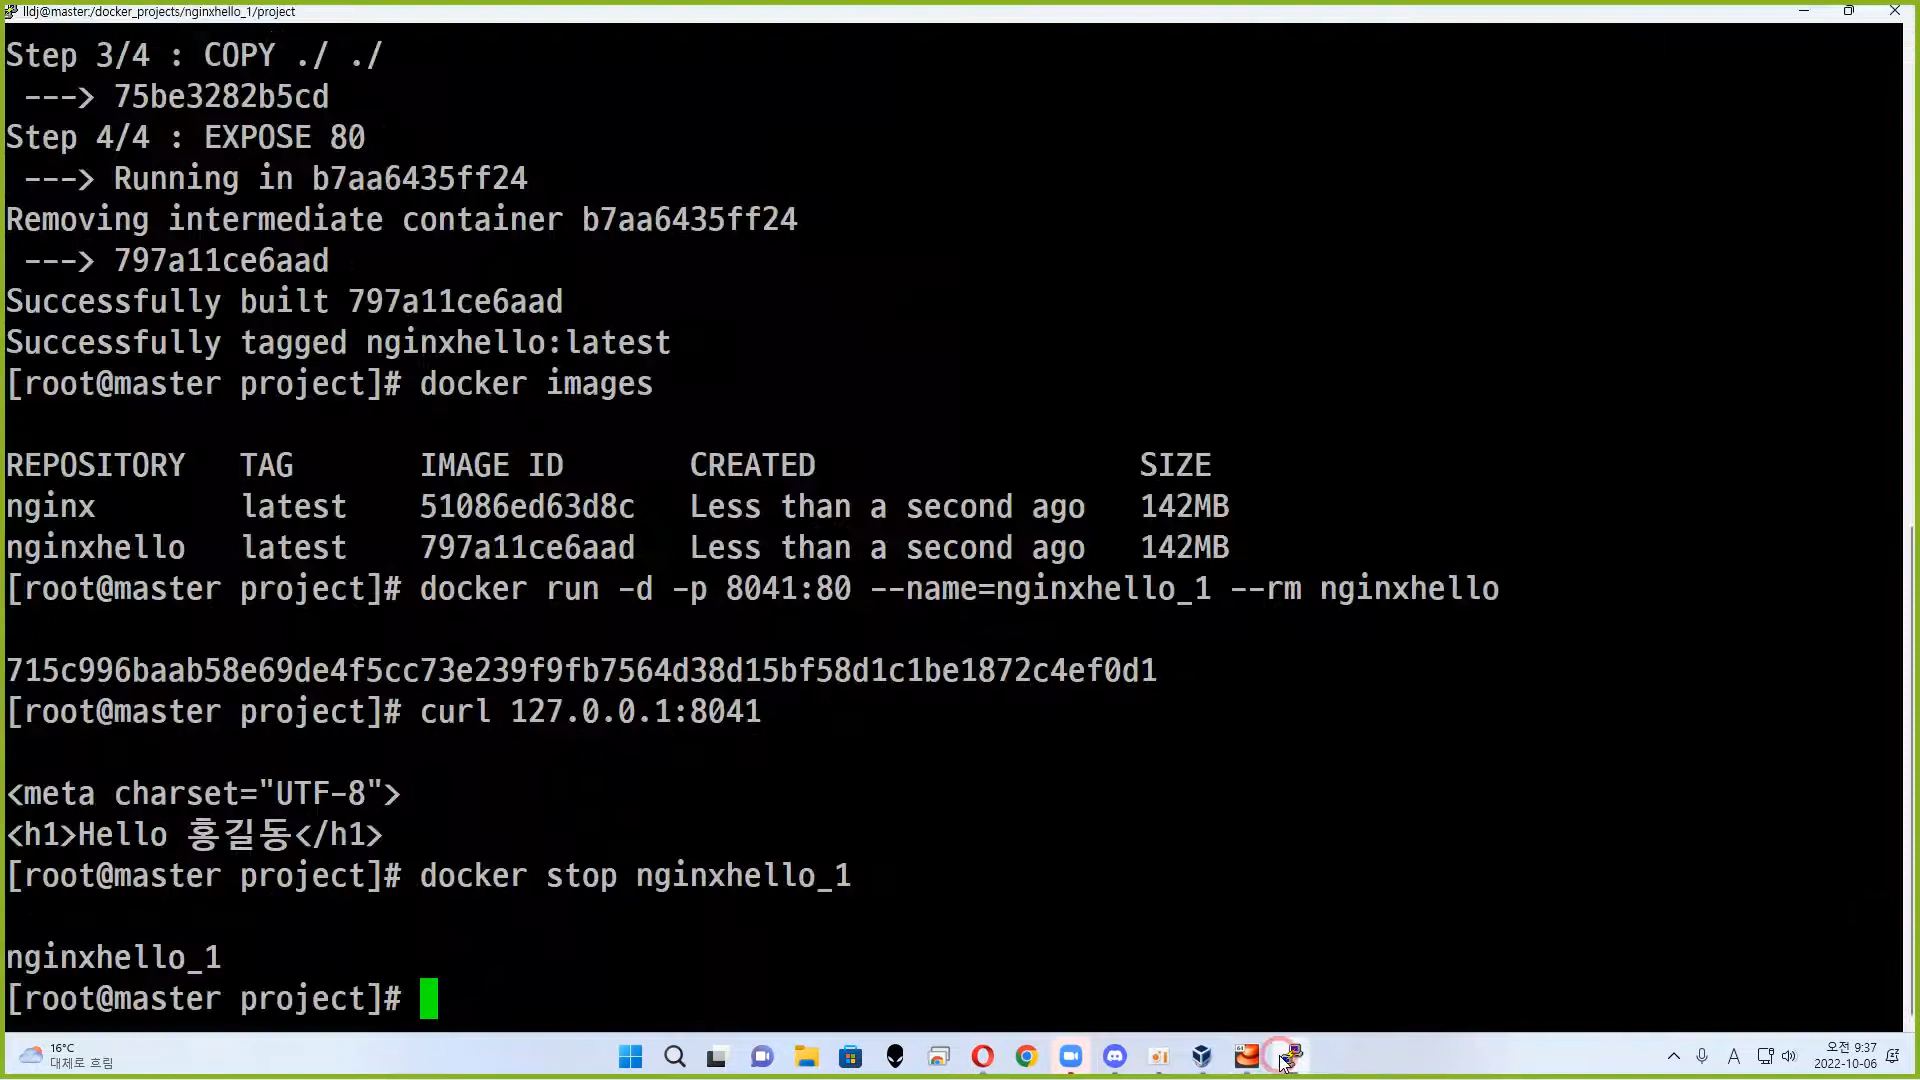 lldj@master:/docker_projects/nginxhello_1/project
Step 3/4 : COPY ./ ./
 ---> 75be3282b5cd
Step 4/4 : EXPOSE 80
 ---> Running in b7aa6435ff24
Removing intermediate container b7aa6435ff24
 ---> 797a11ce6aad
Successfully built 797a11ce6aad
Successfully tagged nginxhello:latest
[root@master project]# docker images
REPOSITORY   TAG       IMAGE ID       CREATED                  SIZE
nginx        latest    51086ed63d8c   Less than a second ago   142MB
nginxhello   latest    797a11ce6aad   Less than a second ago   142MB
[root@master project]# docker run -d -p 8041:80 --name=nginxhello_1 --rm nginxhello
715c996baab58e69de4f5cc73e239f9fb7564d38d15bf58d1c1be1872c4ef0d1
[root@master project]# curl 127.0.0.1:8041
<meta charset="UTF-8">
<h1>Hello 홍길동</h1>
[root@master project]# docker stop nginxhello_1
nginxhello_1
[root@master project]#
16°C
대체로 흐림
A
오전 9:37
2022-10-06